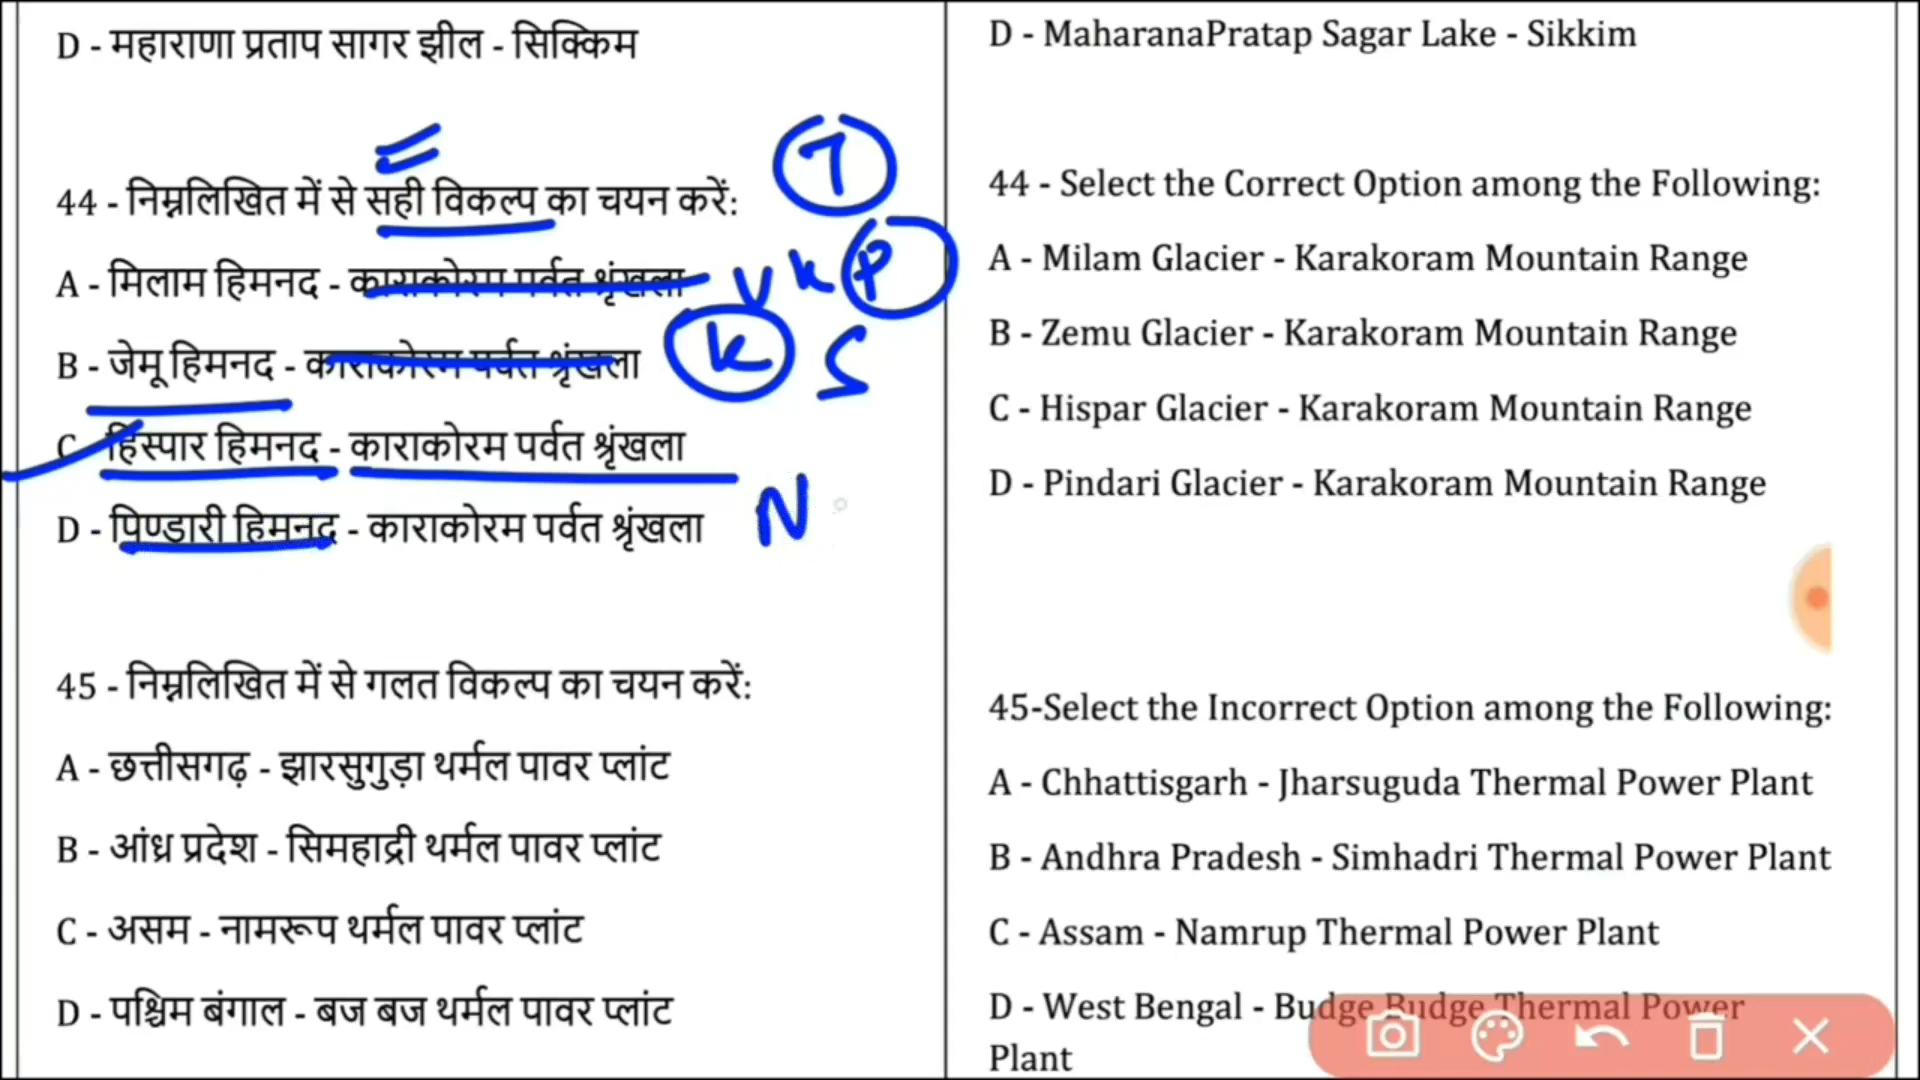 D - महाराणा प्रताप सागर झील - सिक्किम
44 - निम्नलिखित में से सही विकल्प का चयन करें:
T
A - मिलाम हिमनद - काराकोरम पर्वत श्रृंखला
U K P
B - जेमू हिमनद - काराकोरम पर्वत श्रृंखला
K S
C - हिस्पार हिमनद - काराकोरम पर्वत श्रृंखला
D - पिण्डारी हिमनद - काराकोरम पर्वत श्रृंखला
N
45 - निम्नलिखित में से गलत विकल्प का चयन करें:
A - छत्तीसगढ़ - झारसुगुड़ा थर्मल पावर प्लांट
B - आंध्र प्रदेश - सिमहाद्री थर्मल पावर प्लांट
C - असम - नामरूप थर्मल पावर प्लांट
D - पश्चिम बंगाल - बज बज थर्मल पावर प्लांट
D - MaharanaPratap Sagar Lake - Sikkim
44 - Select the Correct Option among the Following:
A - Milam Glacier - Karakoram Mountain Range
B - Zemu Glacier - Karakoram Mountain Range
C - Hispar Glacier - Karakoram Mountain Range
D - Pindari Glacier - Karakoram Mountain Range
45-Select the Incorrect Option among the Following:
A - Chhattisgarh - Jharsuguda Thermal Power Plant
B - Andhra Pradesh - Simhadri Thermal Power Plant
C - Assam - Namrup Thermal Power Plant
D - West Bengal - Budge Budge Thermal Power
Plant